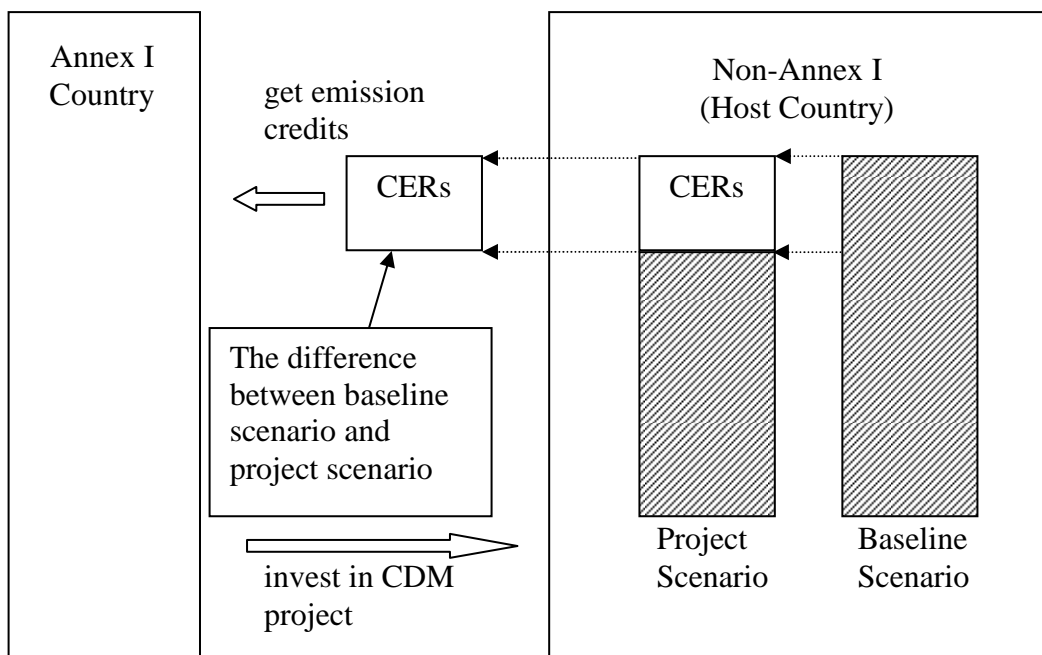 Annex I
Country
get emission
credits
Non-Annex I
(Host Country)
CERs
CERs
The difference
between baseline
scenario and
project scenario
invest in CDM
project
Project
Scenario
Baseline
Scenario